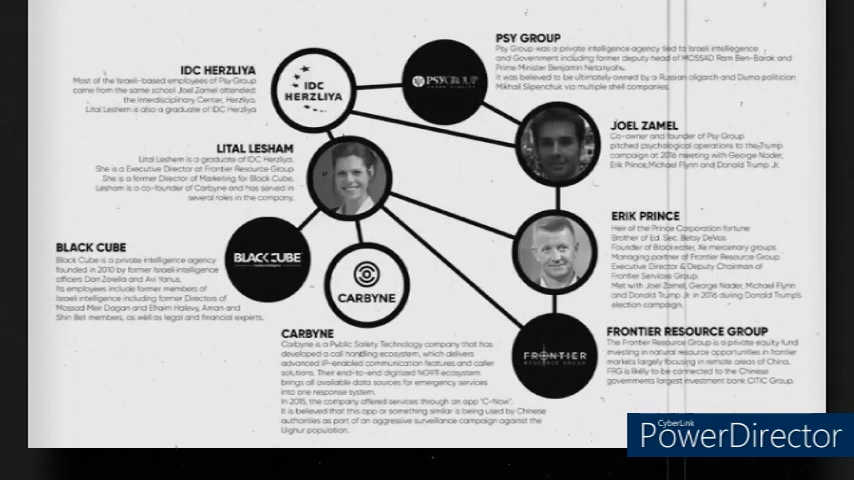 PSY GROUP
Psy Group was a private intelligence agency tied to Israeli intelliegence
and Government including former deputy head of MOSSAD Ram Ben-Barak and
Prime Minister Benjamin Netanyahu.
It was believed to be ultimately owned by a Russian oligarch and Duma politician
Mikhail Slipenchuk via multiple shell companies.
IDC HERZLIYA
Most of the Israeli-based employees of Psy-Group
came from the same school Joel Zamel attended:
the Interdisciplinary Center, Herzliya.
Lital Leshem is also a graduate of IDC Herzliya
IDC
HERZLIYA
PSYGROUP
JOEL ZAMEL
Co-owner and founder of Psy Group
pitched psychological operations to the Trump
campaign at 2016 meeting with George Nader,
Erik Prince, Michael Flynn and Donald Trump Jr.
LITAL LESHAM
Lital Leshem is a graduate of IDC Herzliya.
She is a Executive Director at Frontier Resource Group
She is a former Director of Marketing for Black Cube.
Leshem is a co-founder of Carbyne and has served in
several roles in the company.
ERIK PRINCE
Heir of the Prince Corporation fortune
Brother of Ed. Sec. Betsy DeVos
Founder of Blackwater, Xe mercenary groups.
Managing partner of Frontier Resource Group.
Executive Director & Deputy Chairman of
Frontier Services Group.
Met with Joel Zamel, George Nader, Michael Flynn
and Donald Trump Jr. in 2016 during Donald Trump's
election campaign.
BLACK CUBE
Black Cube is a private intelligence agency
founded in 2010 by former Israeli intelligence
officers Dan Zorella and Avi Yanus.
Its employees include former members of
Israeli intelligence including former Directors of
Mossad Meir Dagan and Efraim Halevy, Aman and
Shin Bet members, as well as legal and financial experts.
BLACK CUBE
CARBYNE
CARBYNE
Carbyne is a Public Safety Technology company that has
developed a call handling ecosystem, which delivers
advanced IP-enabled communication features and caller
solutions. Their end-to-end digitized NG911 ecosystem
brings all available data sources for emergency services
into one response system.
In 2015, the company offered services through an app "C-Now".
It is believed that this app or something similar is being used by Chinese
authorities as part of an aggressive surveillance campaign against the
Uighur population.
FRONTIER
RESOURCE GROUP
FRONTIER RESOURCE GROUP
The Frontier Resource Group is a private equity fund
investing in natural resource opportunities in frontier
markets largely focusing in remote areas of China.
FRG is likely to be connected to the Chinese
governments largest investment bank CITIC Group.
CyberLink
PowerDirector